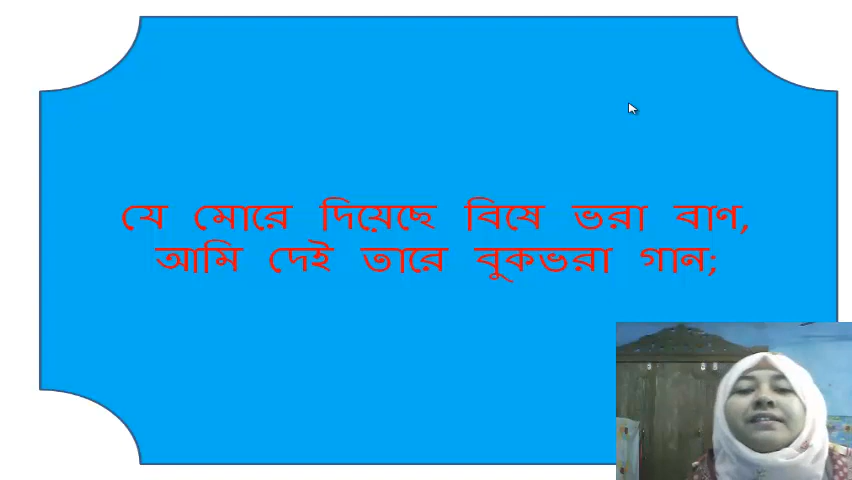 যে মোরে দিয়েছে বিষে ভরা বাণ,
আমি দেই তারে বুকভরা গান;